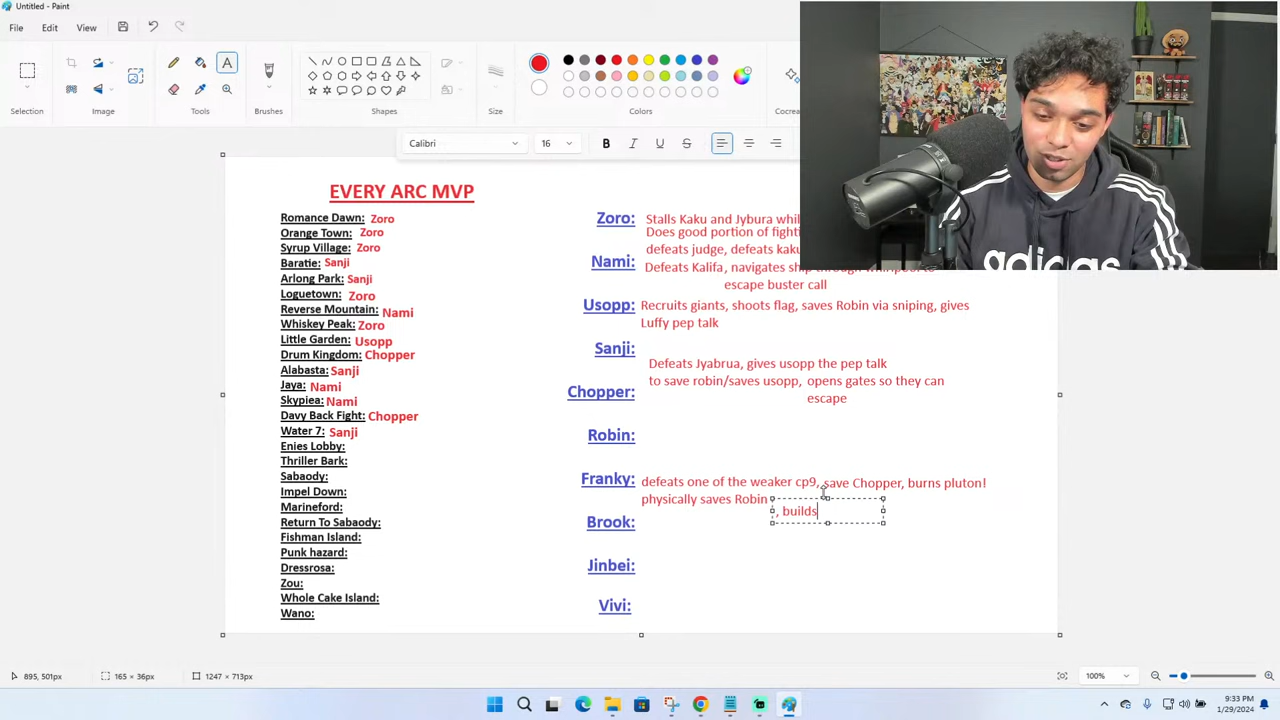 Untitled - Paint
File Edit View
Selection
Image
Tools
Brushes
Shapes
Size
Colors
Cocrea
Calibri 16 B I U S
EVERY ARC MVP
Romance Dawn: Zoro
Orange Town: Zoro
Syrup Village: Zoro
Baratie: Sanji
Arlong Park: Sanji
Loguetown: Zoro
Reverse Mountain: Nami
Whiskey Peak: Zoro
Little Garden: Usopp
Drum Kingdom: Chopper
Alabasta: Sanji
Jaya: Nami
Skypiea: Nami
Davy Back Fight: Chopper
Water 7: Sanji
Enies Lobby:
Thriller Bark:
Sabaody:
Impel Down:
Marineford:
Return To Sabaody:
Fishman Island:
Punk hazard:
Dressrosa:
Zou:
Whole Cake Island:
Wano:
Zoro: Stalls Kaku and Jybura whil
Does good portion of fighti
defeats judge, defeats kaku
Nami: Defeats Kalifa, navigates ship through whirlpool to
escape buster call
Usopp: Recruits giants, shoots flag, saves Robin via sniping, gives
Luffy pep talk
Sanji:
Defeats Jyabrua, gives usopp the pep talk
to save robin/saves usopp, opens gates so they can
escape
Chopper:
Robin:
Franky: defeats one of the weaker cp9, save Chopper, burns pluton!
physically saves Robin
, builds
Brook:
Jinbei:
Vivi:
adidas
895, 501px
165 × 36px
1247 × 713px
100%
9:33 PM
1/29/2024